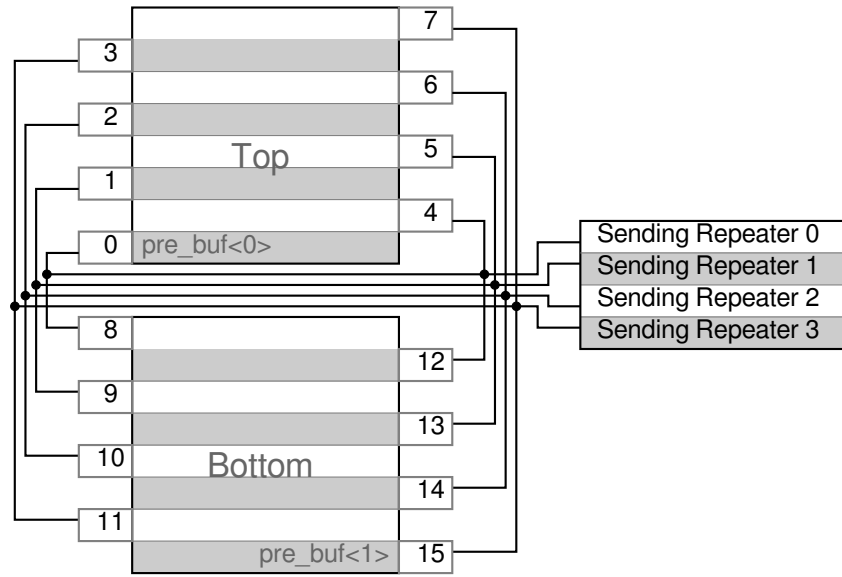 7
3
6
2
Top
5
1
4
0
pre_buf<0>
Sending Repeater 0
Sending Repeater 1
Sending Repeater 2
Sending Repeater 3
8
12
9
13
10
Bottom
14
11
pre_buf<1>
15